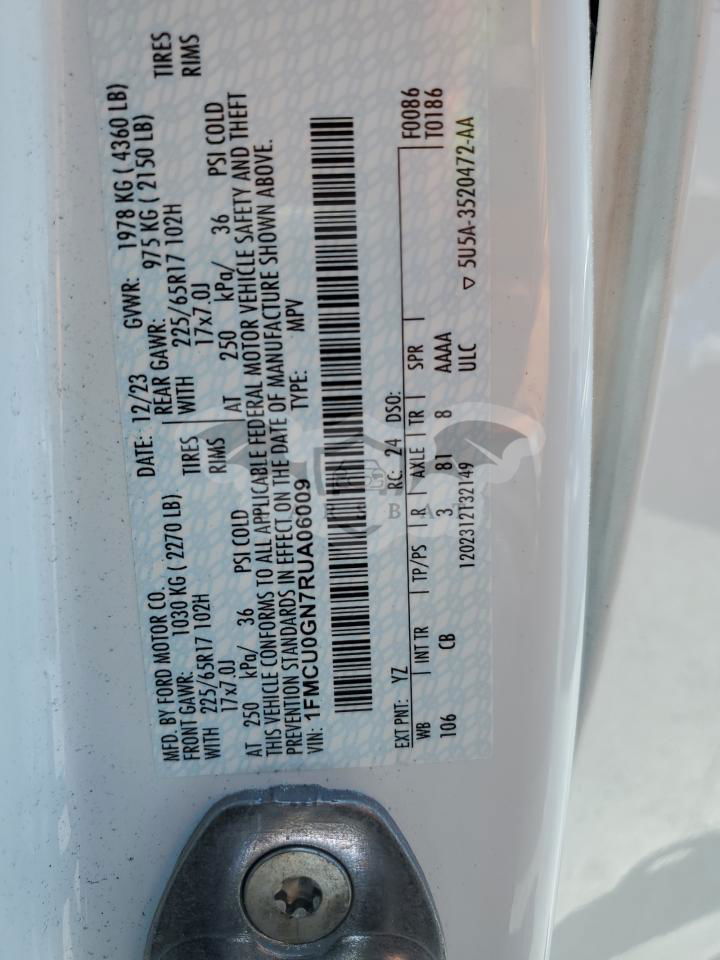 MFD. BY FORD MOTOR CO. DATE: 12/23 GVWR: 1978 KG ( 4360 LB)
FRONT GAWR: 1030 KG ( 2270 LB) REAR GAWR: 975 KG ( 2150 LB)
WITH 225/65R17 102H TIRES WITH 225/65R17 102H TIRES
17x7.0J RIMS 17x7.0J RIMS
AT 250 kPa/ 36 PSI COLD AT 250 kPa/ 36 PSI COLD
THIS VEHICLE CONFORMS TO ALL APPLICABLE FEDERAL MOTOR VEHICLE SAFETY AND THEFT
PREVENTION STANDARDS IN EFFECT ON THE DATE OF MANUFACTURE SHOWN ABOVE.
VIN: 1FMCU0GN7RUA06009 TYPE: MPV
EXT PNT: YZ RC: 24 DSO: F0086
WB INT TR TP/PS R AXLE TR SPR T0186
106 CB 3 81 8 AAAA
1202312T32149 ULC ▽ 5U5A-3520472-AA